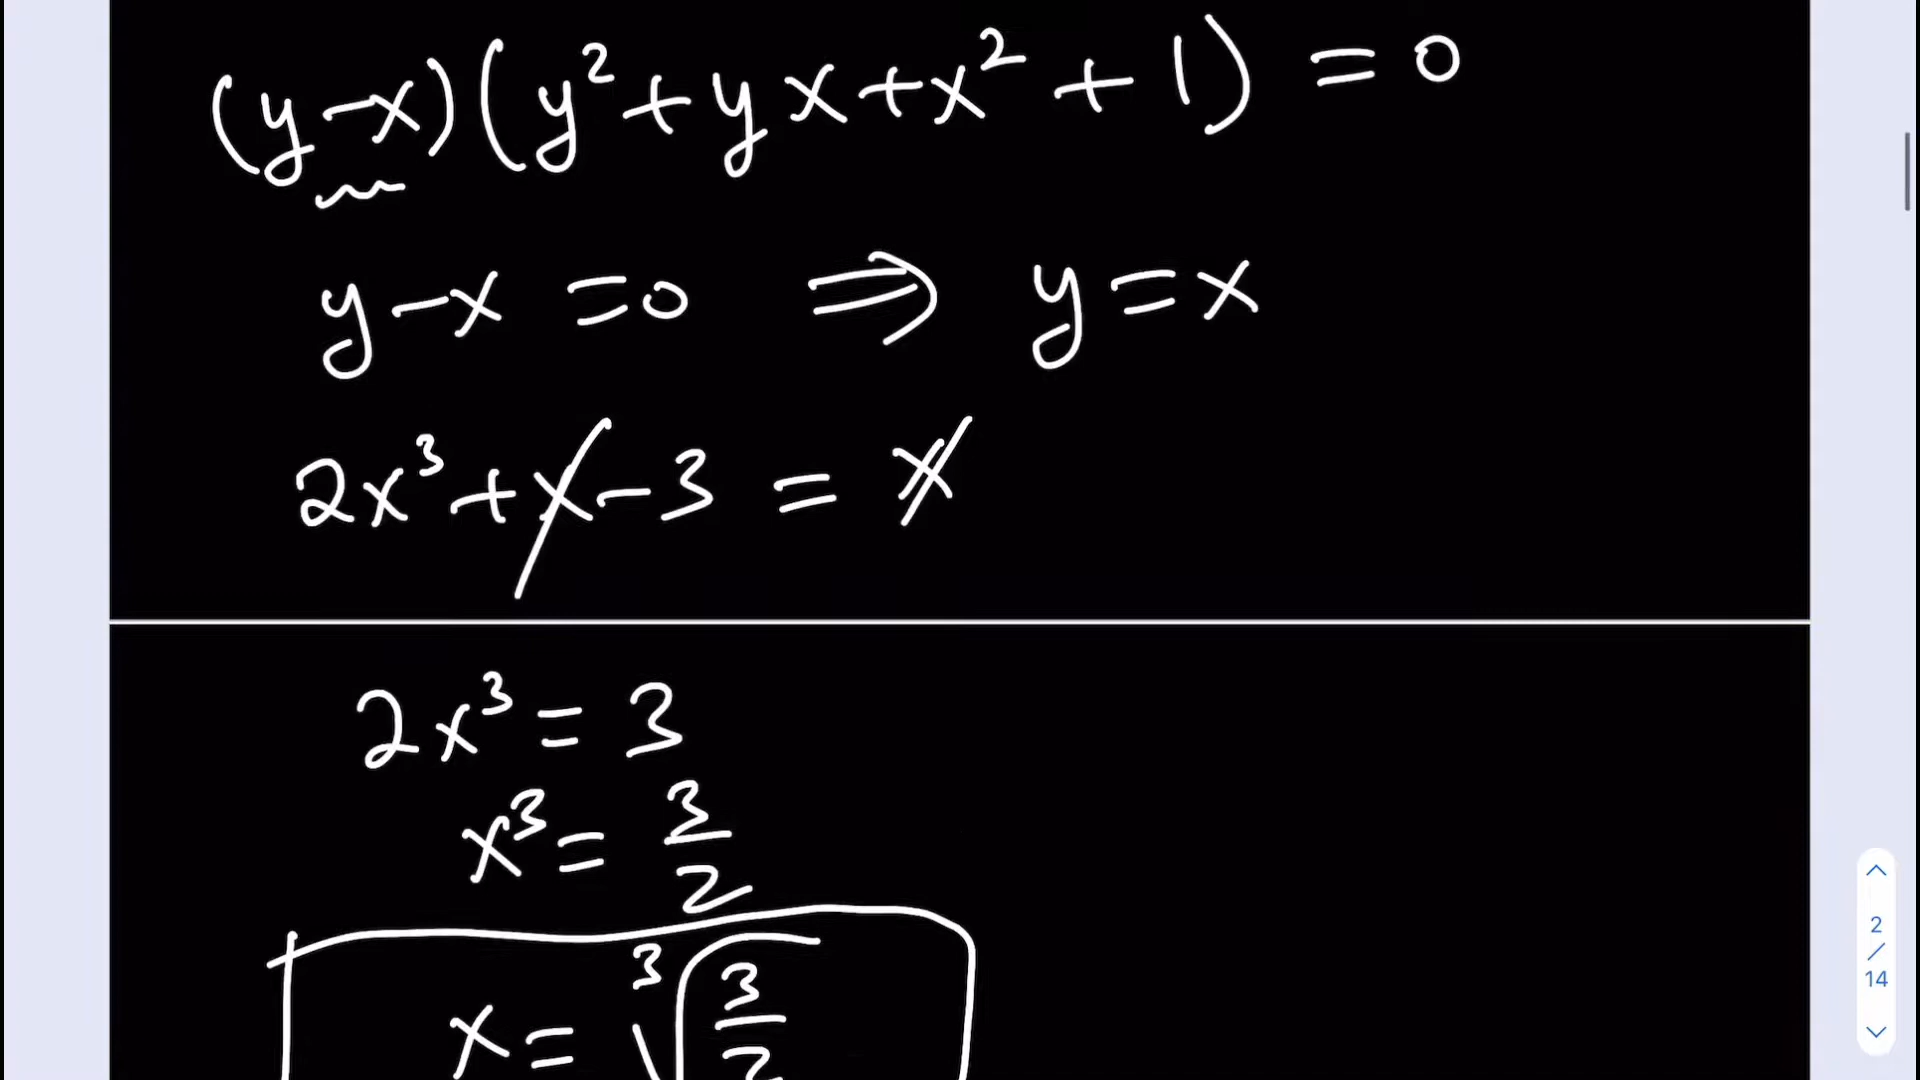 (y-x)(y²+yx+x²+1)=0
y-x=0 ⇒ y=x
2x³+x-3=x
2x³=3
x³=3/2
x=∛(3/2)
2
/
14